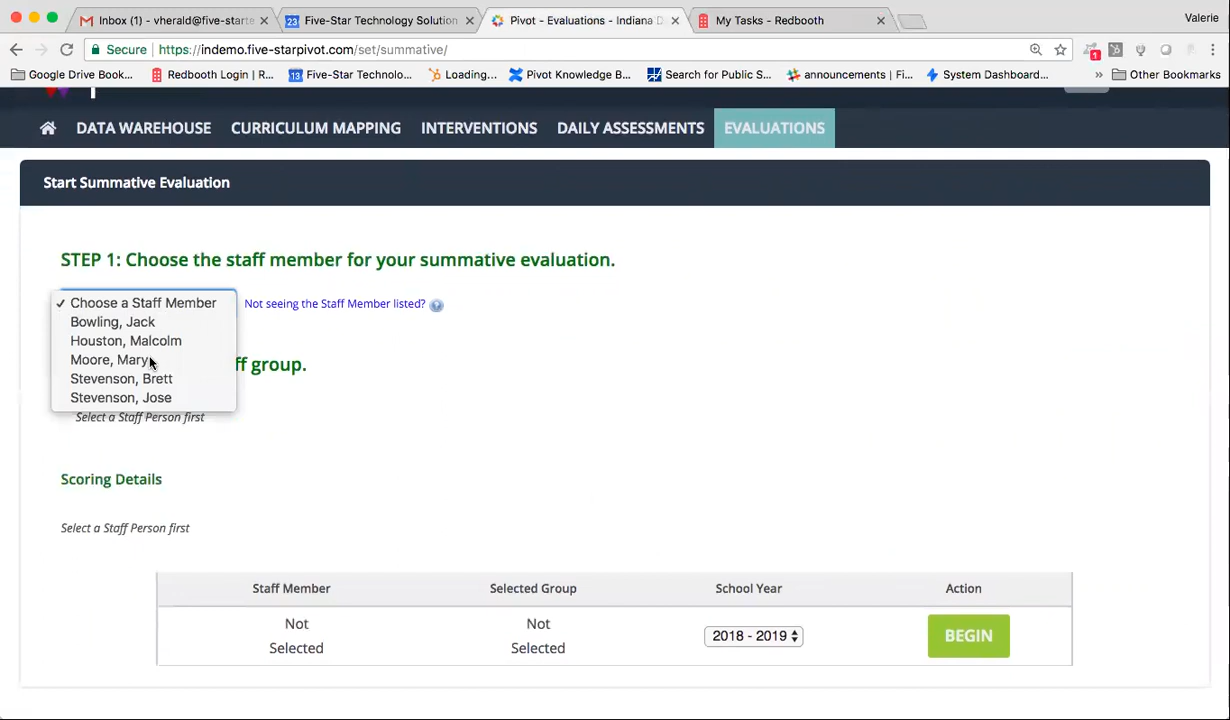 Inbox (1) - vherald@five-starte
Five-Star Technology Solution
Pivot - Evaluations - Indiana D
My Tasks - Redbooth
Valerie
Secure
https://indemo.five-starpivot.com/set/summative/
1
Google Drive Book...
Redbooth Login | R...
Five-Star Technolo...
Loading...
Pivot Knowledge B...
Search for Public S...
announcements | Fi...
System Dashboard...
»
Other Bookmarks
DATA WAREHOUSE
CURRICULUM MAPPING
INTERVENTIONS
DAILY ASSESSMENTS
EVALUATIONS
Start Summative Evaluation
STEP 1: Choose the staff member for your summative evaluation.
✓ Choose a Staff Member
Not seeing the Staff Member listed?
Bowling, Jack
Houston, Malcolm
Moore, Mary
ff group.
Stevenson, Brett
Stevenson, Jose
Select a Staff Person first
Scoring Details
Select a Staff Person first
Staff Member
Selected Group
School Year
Action
Not
Selected
Not
Selected
2018 - 2019
BEGIN